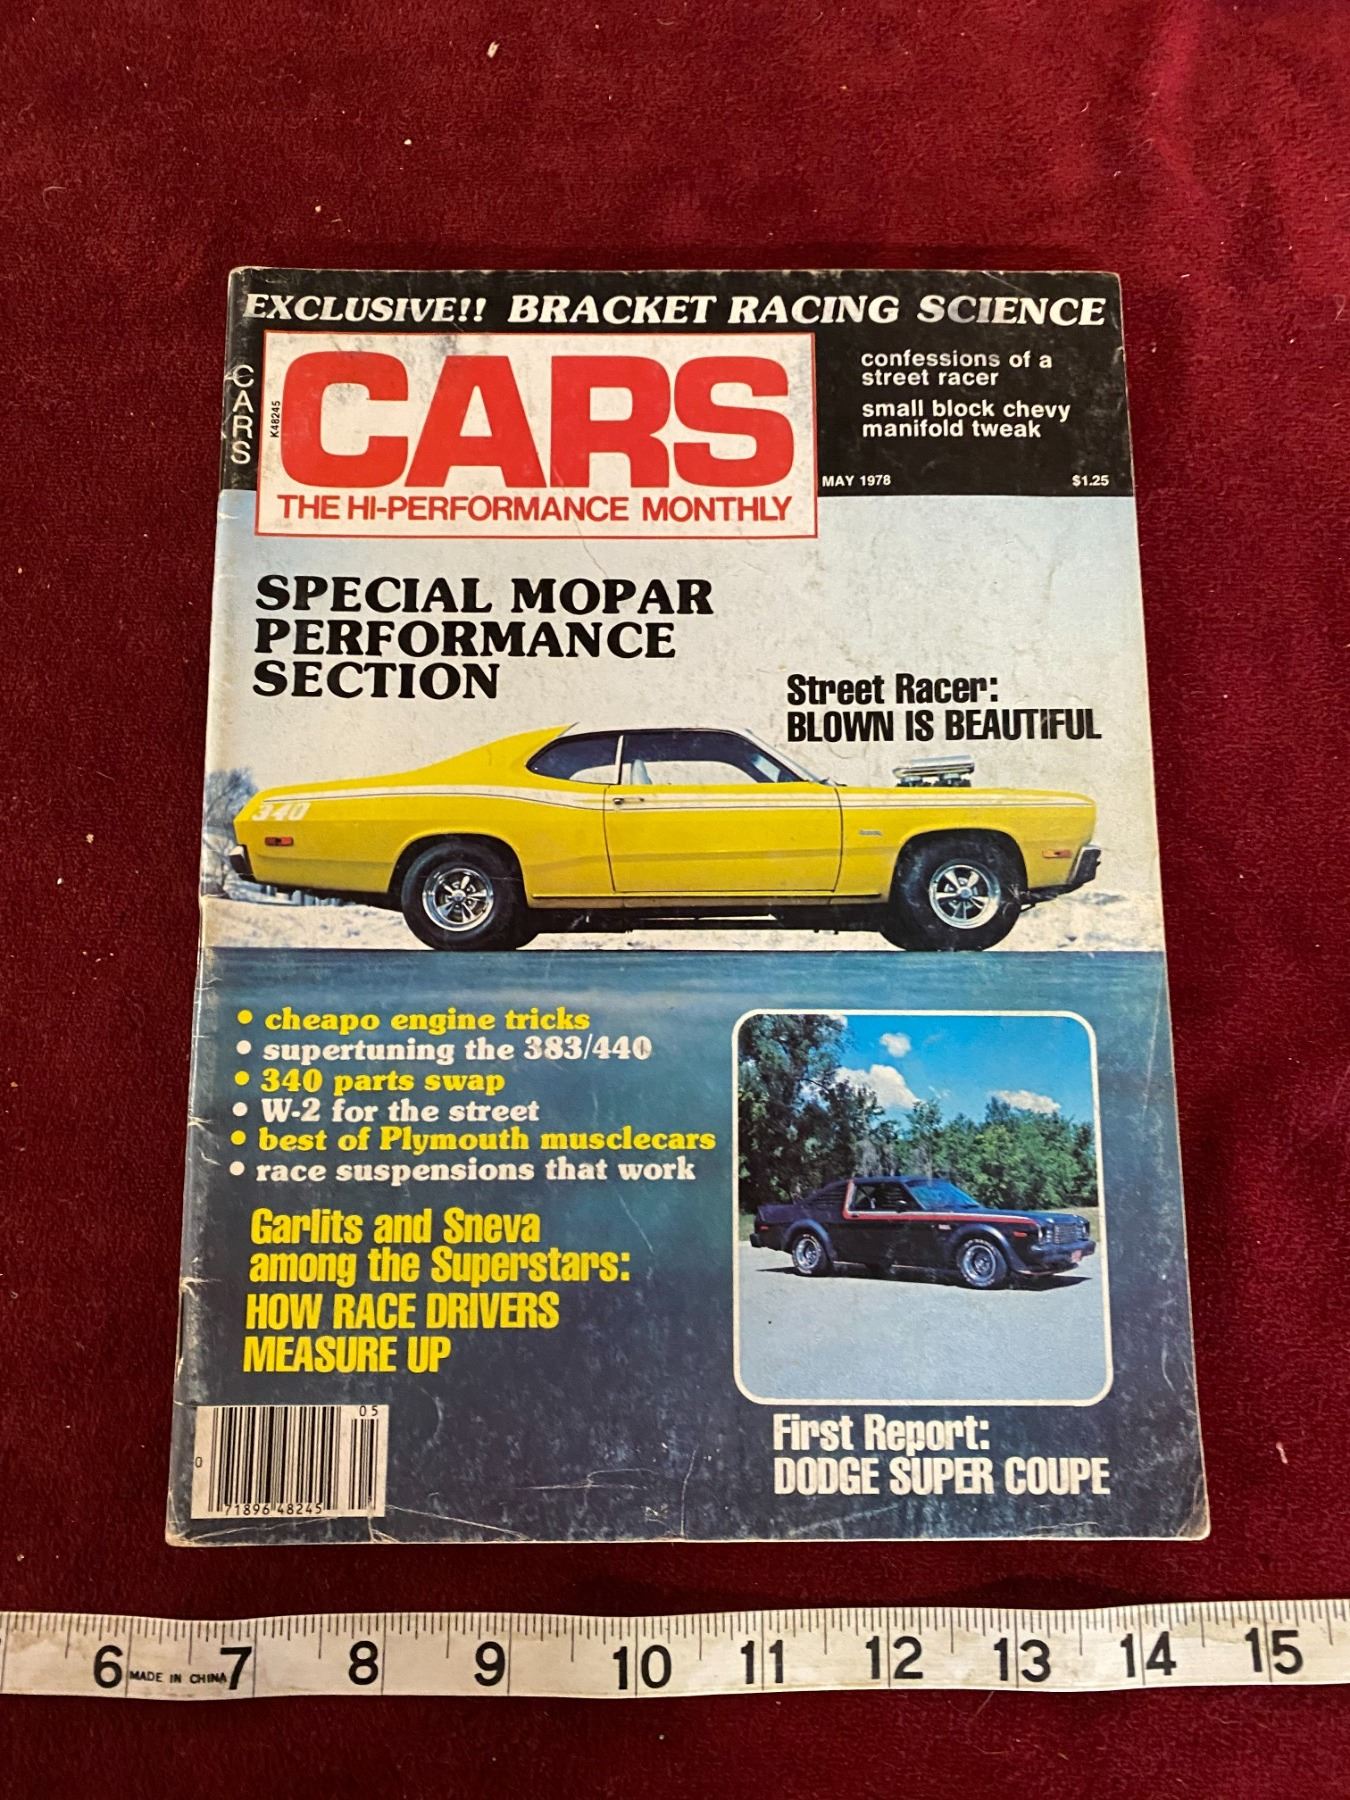 EXCLUSIVE!! BRACKET RACING SCIENCE
CARS
K48245
CARS
THE HI-PERFORMANCE MONTHLY
confessions of a
street racer
small block chevy
manifold tweak
MAY 1978 $1.25
SPECIAL MOPAR
PERFORMANCE
SECTION
Street Racer:
BLOWN IS BEAUTIFUL
340
• cheapo engine tricks
• supertuning the 383/440
• 340 parts swap
• W-2 for the street
• best of Plymouth musclecars
• race suspensions that work
Garlits and Sneva
among the Superstars:
HOW RACE DRIVERS
MEASURE UP
First Report:
DODGE SUPER COUPE
05
0 71896 48245
6 MADE IN CHINA 7 8 9 10 11 12 13 14 15